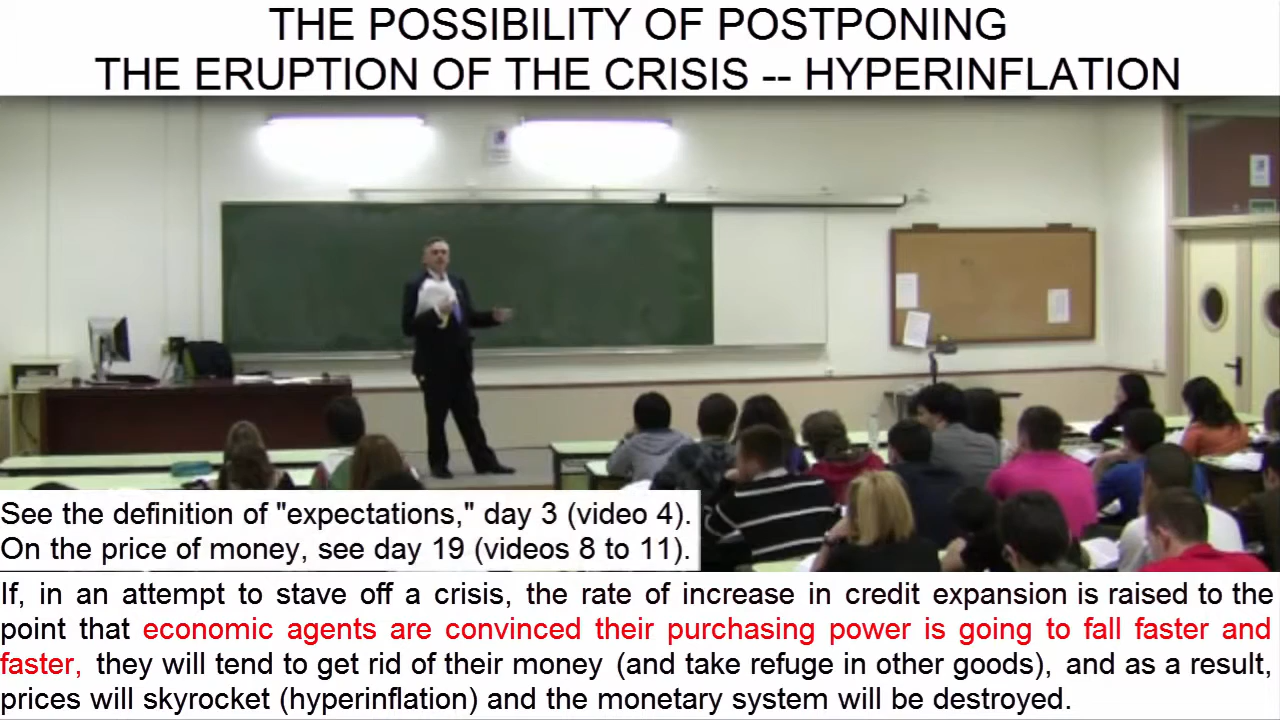 THE POSSIBILITY OF POSTPONING
THE ERUPTION OF THE CRISIS -- HYPERINFLATION
See the definition of "expectations," day 3 (video 4).
On the price of money, see day 19 (videos 8 to 11).
If, in an attempt to stave off a crisis, the rate of increase in credit expansion is raised to the
point that economic agents are convinced their purchasing power is going to fall faster and
faster, they will tend to get rid of their money (and take refuge in other goods), and as a result,
prices will skyrocket (hyperinflation) and the monetary system will be destroyed.